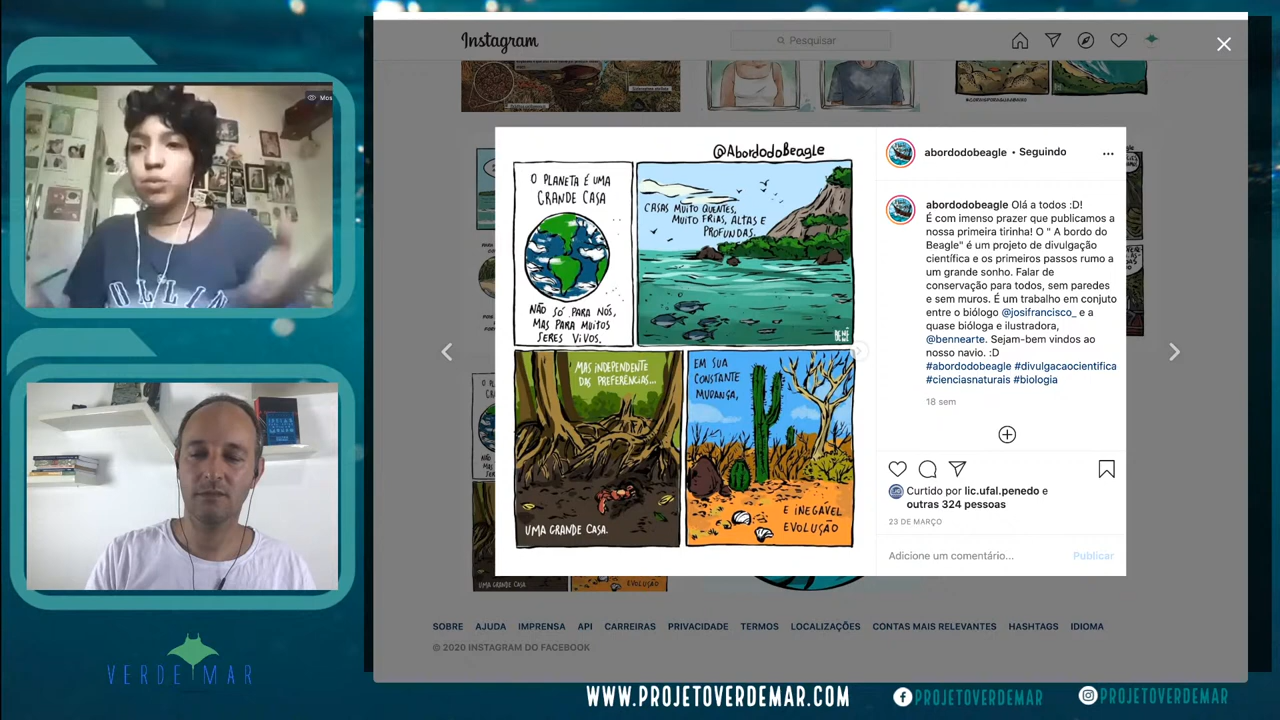 Mos
OLLIN
VERDE MAR
Instagram
Pesquisar
@AbordodoBeagle
O PLANETA É UMA
GRANDE CASA
NÃO SÓ PARA NÓS,
MAS PARA MUITOS
SERES VIVOS.
CASAS MUITO QUENTES,
MUITO FRIAS, ALTAS E
PROFUNDAS.
BENÊ
MAS INDEPENDENTE
DAS PREFERÊNCIAS...
UMA GRANDE CASA.
EM SUA
CONSTANTE
MUDANÇA,
E INEGÁVEL
EVOLUÇÃO
abordodobeagle • Seguindo
abordodobeagle Olá a todos :D!
É com imenso prazer que publicamos a
nossa primeira tirinha! O " A bordo do
Beagle" é um projeto de divulgação
científica e os primeiros passos rumo a
um grande sonho. Falar de
conservação para todos, sem paredes
e sem muros. É um trabalho em conjuto
entre o biólogo @josifrancisco_ e a
quase bióloga e ilustradora,
@bennearte. Sejam-bem vindos ao
nosso navio. :D
#abordodobeagle #divulgacaocientifica
#cienciasnaturais #biologia
18 sem
Curtido por lic.ufal.penedo e
outras 324 pessoas
23 DE MARÇO
Adicione um comentário...
Publicar
UMA GRANDE CASA
EVOLUÇÃO
SOBRE AJUDA IMPRENSA API CARREIRAS PRIVACIDADE TERMOS LOCALIZAÇÕES CONTAS MAIS RELEVANTES HASHTAGS IDIOMA
© 2020 INSTAGRAM DO FACEBOOK
WWW.PROJETOVERDEMAR.COM
PROJETOVERDEMAR
PROJETOVERDEMAR